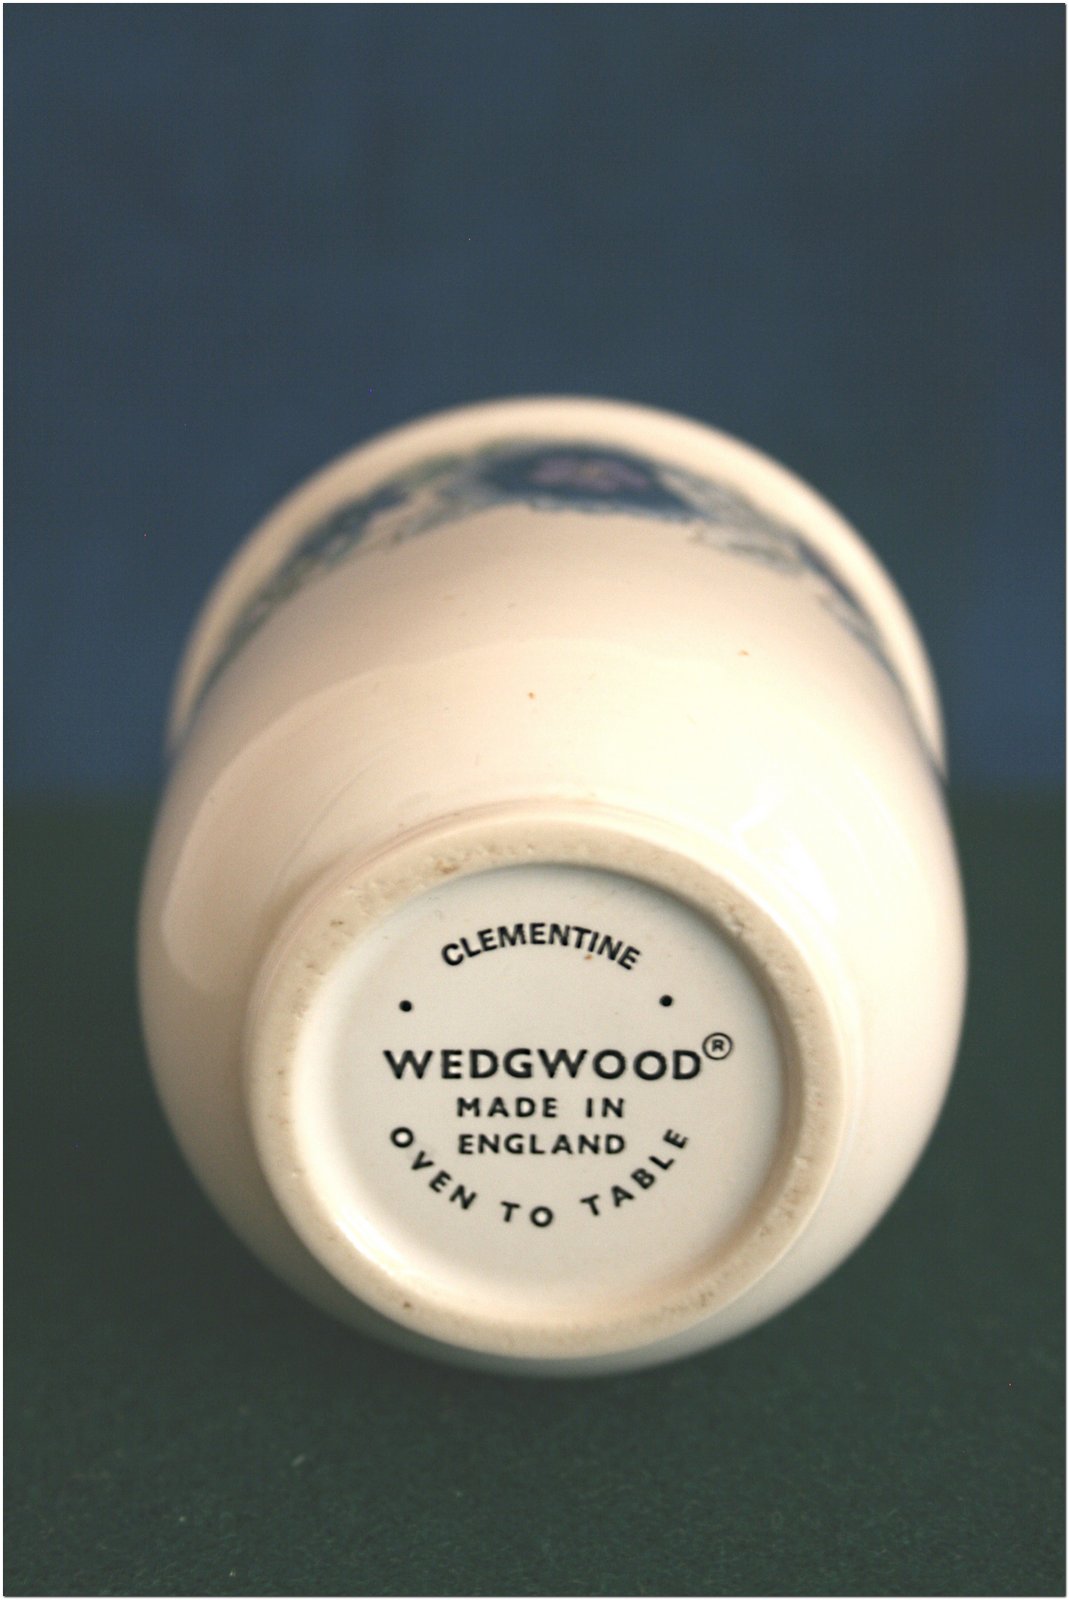 CLEMENTINE
• •
WEDGWOOD®
MADE IN
ENGLAND
OVEN TO TABLE